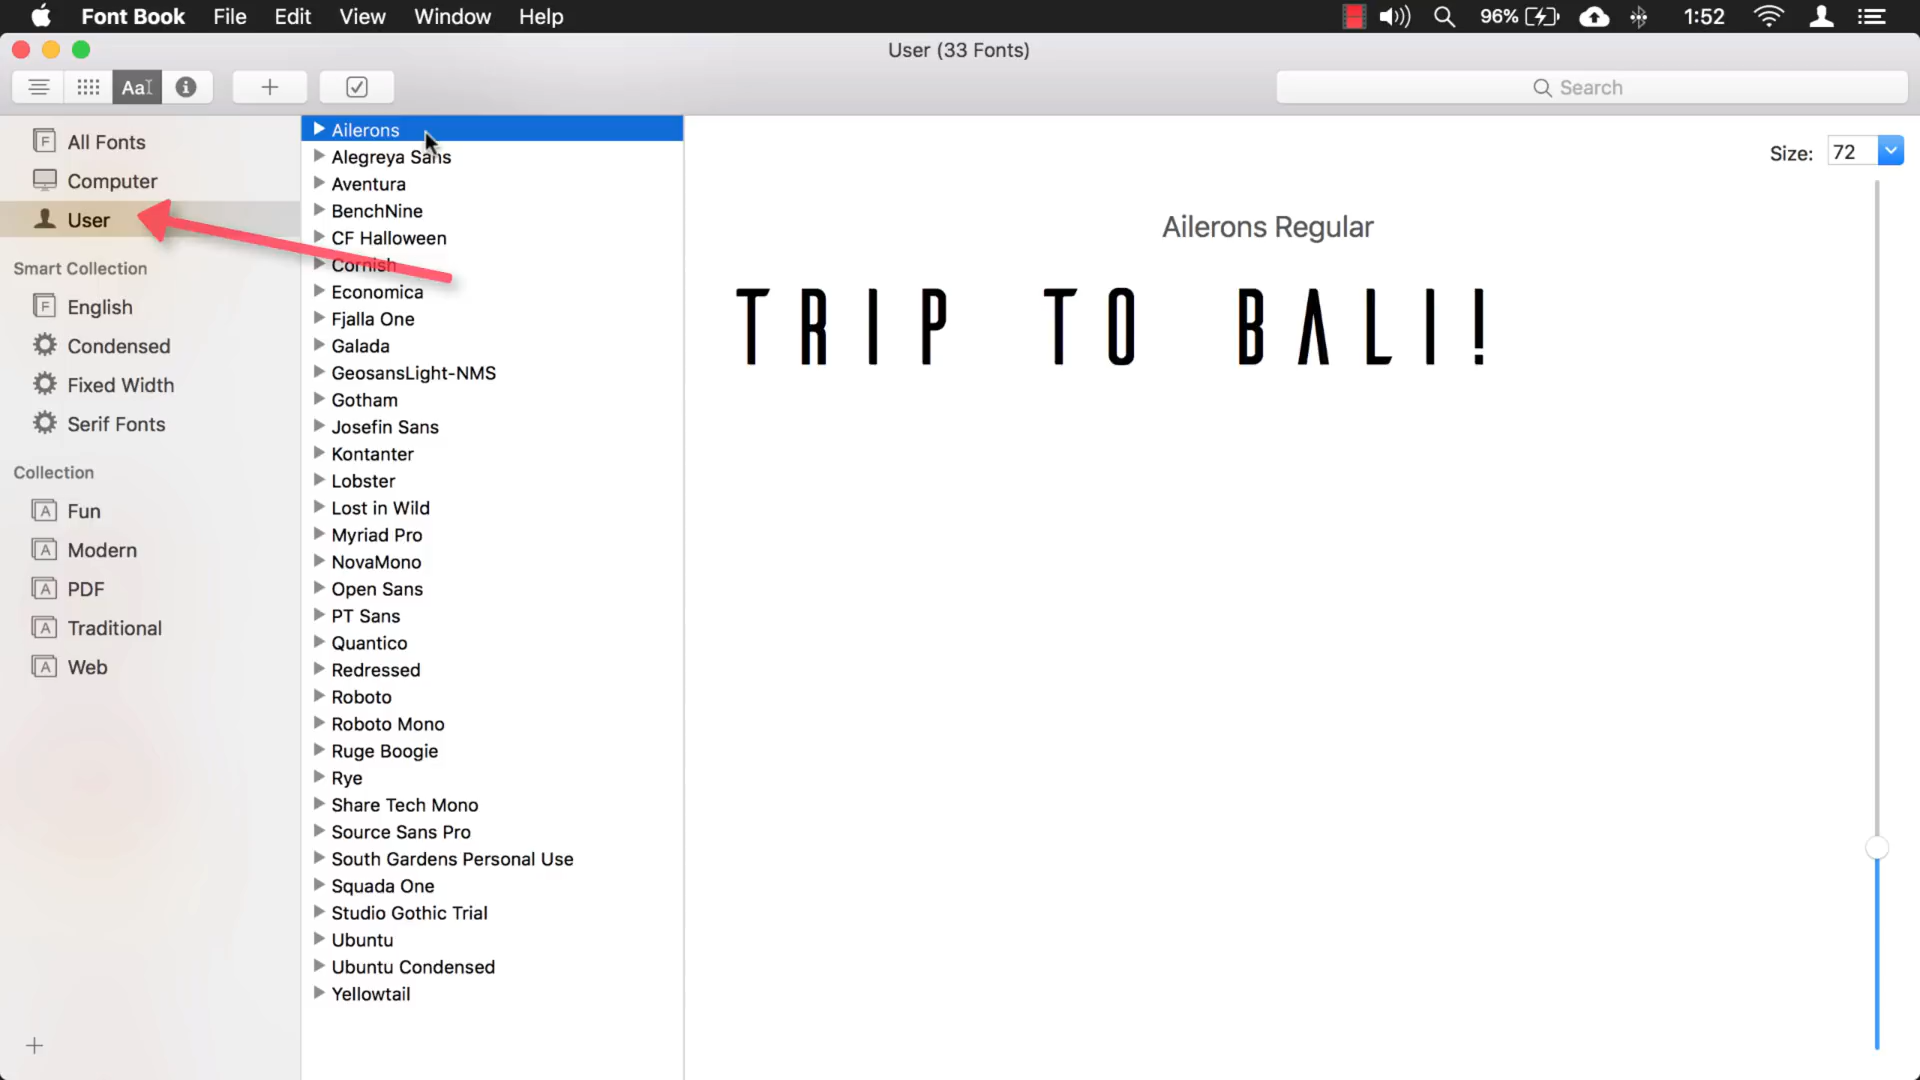 Font Book File Edit View Window Help 96% 1:52
User (33 Fonts)
AaI
Search
All Fonts
Computer
User
Smart Collection
English
Condensed
Fixed Width
Serif Fonts
Collection
Fun
Modern
PDF
Traditional
Web
Ailerons
Alegreya Sans
Aventura
BenchNine
CF Halloween
Cornish
Economica
Fjalla One
Galada
GeosansLight-NMS
Gotham
Josefin Sans
Kontanter
Lobster
Lost in Wild
Myriad Pro
NovaMono
Open Sans
PT Sans
Quantico
Redressed
Roboto
Roboto Mono
Ruge Boogie
Rye
Share Tech Mono
Source Sans Pro
South Gardens Personal Use
Squada One
Studio Gothic Trial
Ubuntu
Ubuntu Condensed
Yellowtail
Size: 72
Ailerons Regular
TRIP TO BALI!